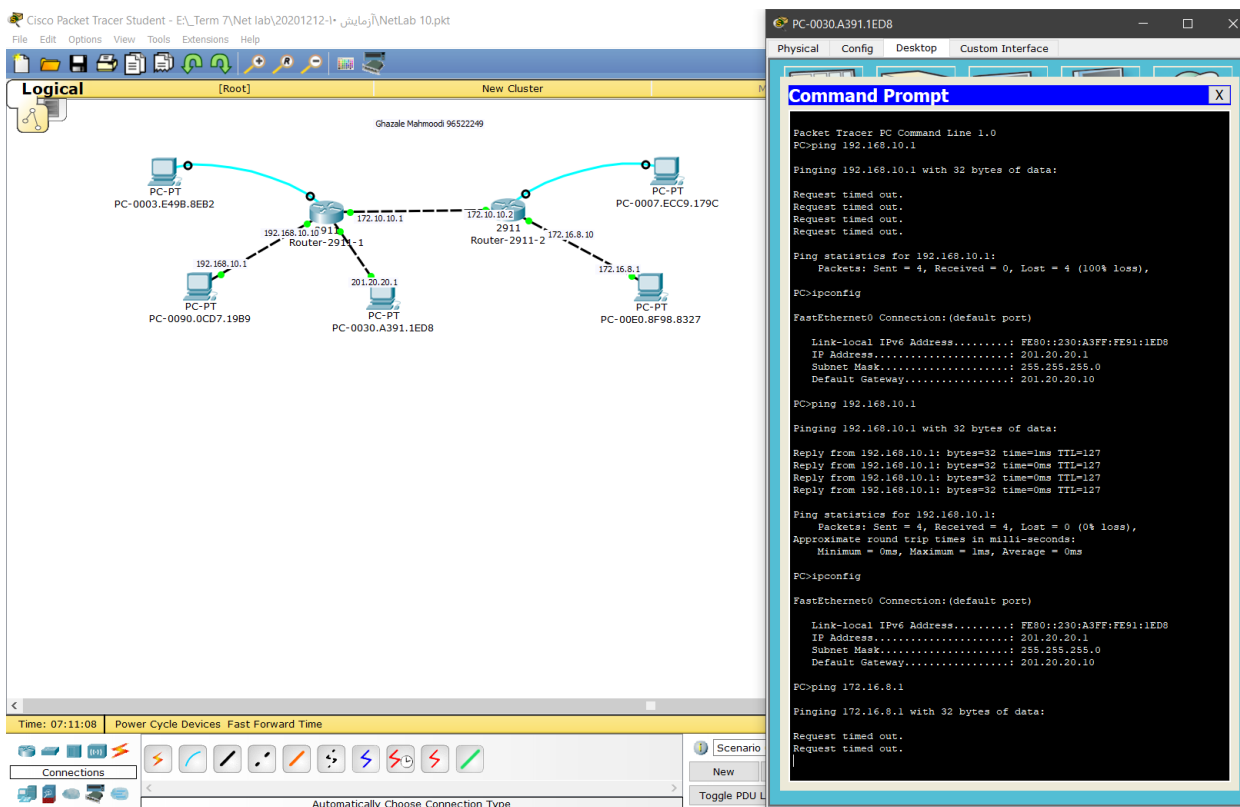 Cisco Packet Tracer Student - E:\_Term 7\Net lab\20201212-آزمایش ۱۰\NetLab 10.pkt
File Edit Options View Tools Extensions Help
Logical
[Root]
New Cluster
Ghazale Mahmoodi 96522249
PC-PT
PC-0003.E49B.8EB2
PC-PT
PC-0007.ECC9.179C
172.10.10.1
172.10.10.2
192.168.10.10
2911
Router-2911-1
2911
Router-2911-2
172.16.8.10
192.168.10.1
201.20.20.1
172.16.8.1
PC-PT
PC-0090.0CD7.19B9
PC-PT
PC-0030.A391.1ED8
PC-PT
PC-00E0.8F98.8327
Time: 07:11:08 Power Cycle Devices Fast Forward Time
Connections
Automatically Choose Connection Type
Scenario
New
Toggle PDU L
PC-0030.A391.1ED8
Physical Config Desktop Custom Interface
Command Prompt
X
Packet Tracer PC Command Line 1.0
PC>ping 192.168.10.1
Pinging 192.168.10.1 with 32 bytes of data:
Request timed out.
Request timed out.
Request timed out.
Request timed out.
Ping statistics for 192.168.10.1:
Packets: Sent = 4, Received = 0, Lost = 4 (100% loss),
PC>ipconfig
FastEthernet0 Connection:(default port)
Link-local IPv6 Address.........: FE80::230:A3FF:FE91:1ED8
IP Address......................: 201.20.20.1
Subnet Mask.....................: 255.255.255.0
Default Gateway.................: 201.20.20.10
PC>ping 192.168.10.1
Pinging 192.168.10.1 with 32 bytes of data:
Reply from 192.168.10.1: bytes=32 time=1ms TTL=127
Reply from 192.168.10.1: bytes=32 time=0ms TTL=127
Reply from 192.168.10.1: bytes=32 time=0ms TTL=127
Reply from 192.168.10.1: bytes=32 time=0ms TTL=127
Ping statistics for 192.168.10.1:
Packets: Sent = 4, Received = 4, Lost = 0 (0% loss),
Approximate round trip times in milli-seconds:
Minimum = 0ms, Maximum = 1ms, Average = 0ms
PC>ipconfig
FastEthernet0 Connection:(default port)
Link-local IPv6 Address.........: FE80::230:A3FF:FE91:1ED8
IP Address......................: 201.20.20.1
Subnet Mask.....................: 255.255.255.0
Default Gateway.................: 201.20.20.10
PC>ping 172.16.8.1
Pinging 172.16.8.1 with 32 bytes of data:
Request timed out.
Request timed out.